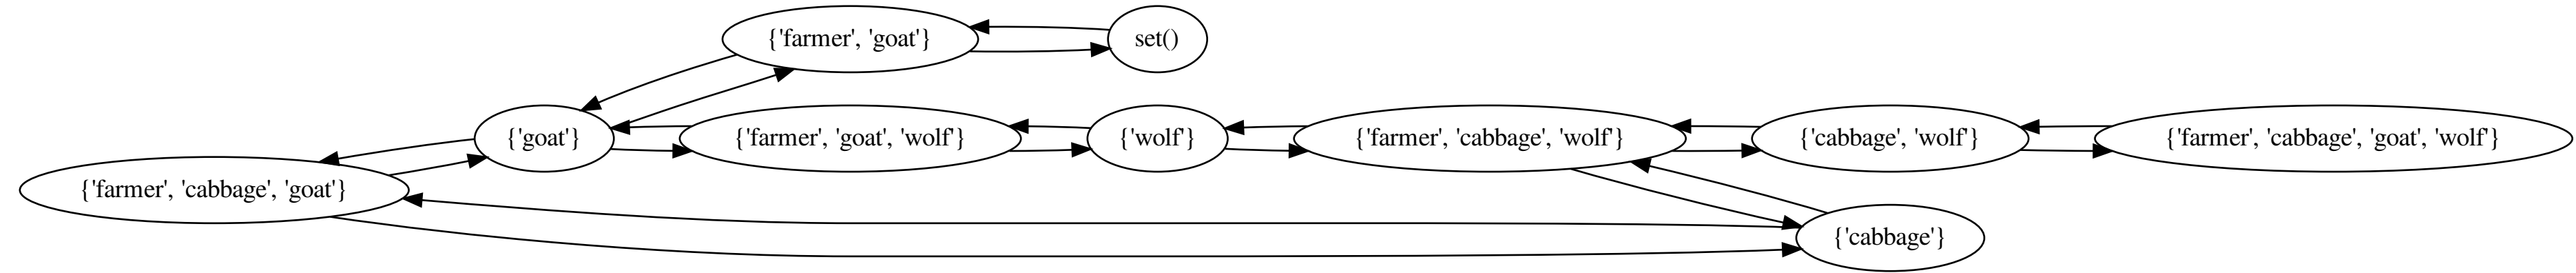 {'farmer', 'goat'}
set()
{'goat'}
{'farmer', 'goat', 'wolf'}
{'wolf'}
{'farmer', 'cabbage', 'wolf'}
{'cabbage', 'wolf'}
{'farmer', 'cabbage', 'goat', 'wolf'}
{'farmer', 'cabbage', 'goat'}
{'cabbage'}